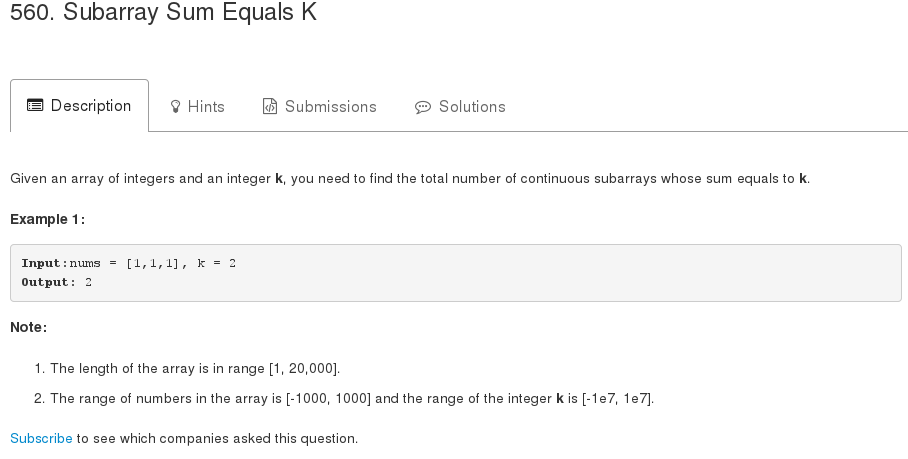 560. Subarray Sum Equals K
Description Hints Submissions Solutions
Given an array of integers and an integer k, you need to find the total number of continuous subarrays whose sum equals to k.
Example 1:
Input:nums = [1,1,1], k = 2
Output: 2
Note:
1. The length of the array is in range [1, 20,000].
2. The range of numbers in the array is [-1000, 1000] and the range of the integer k is [-1e7, 1e7].
Subscribe to see which companies asked this question.